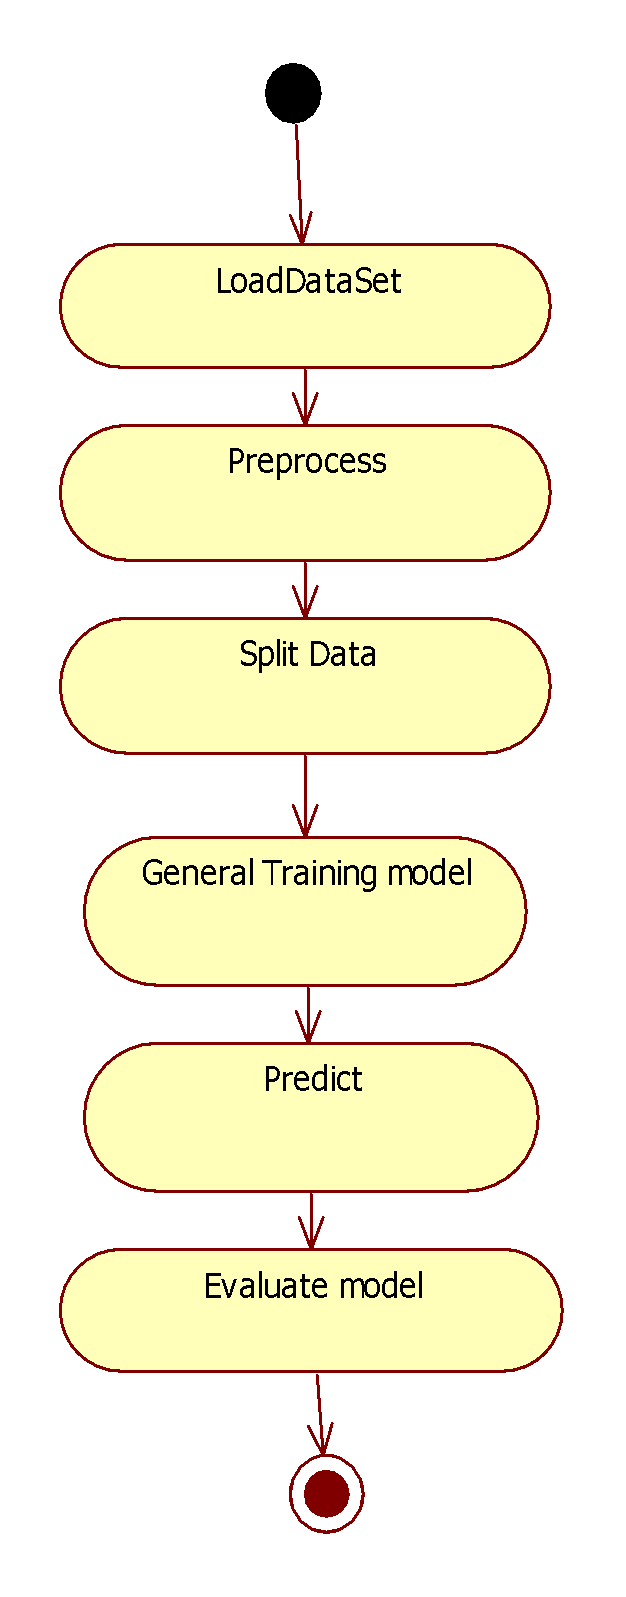 LoadDataSet
Preprocess
Split Data
General Training model
Predict
Evaluate model